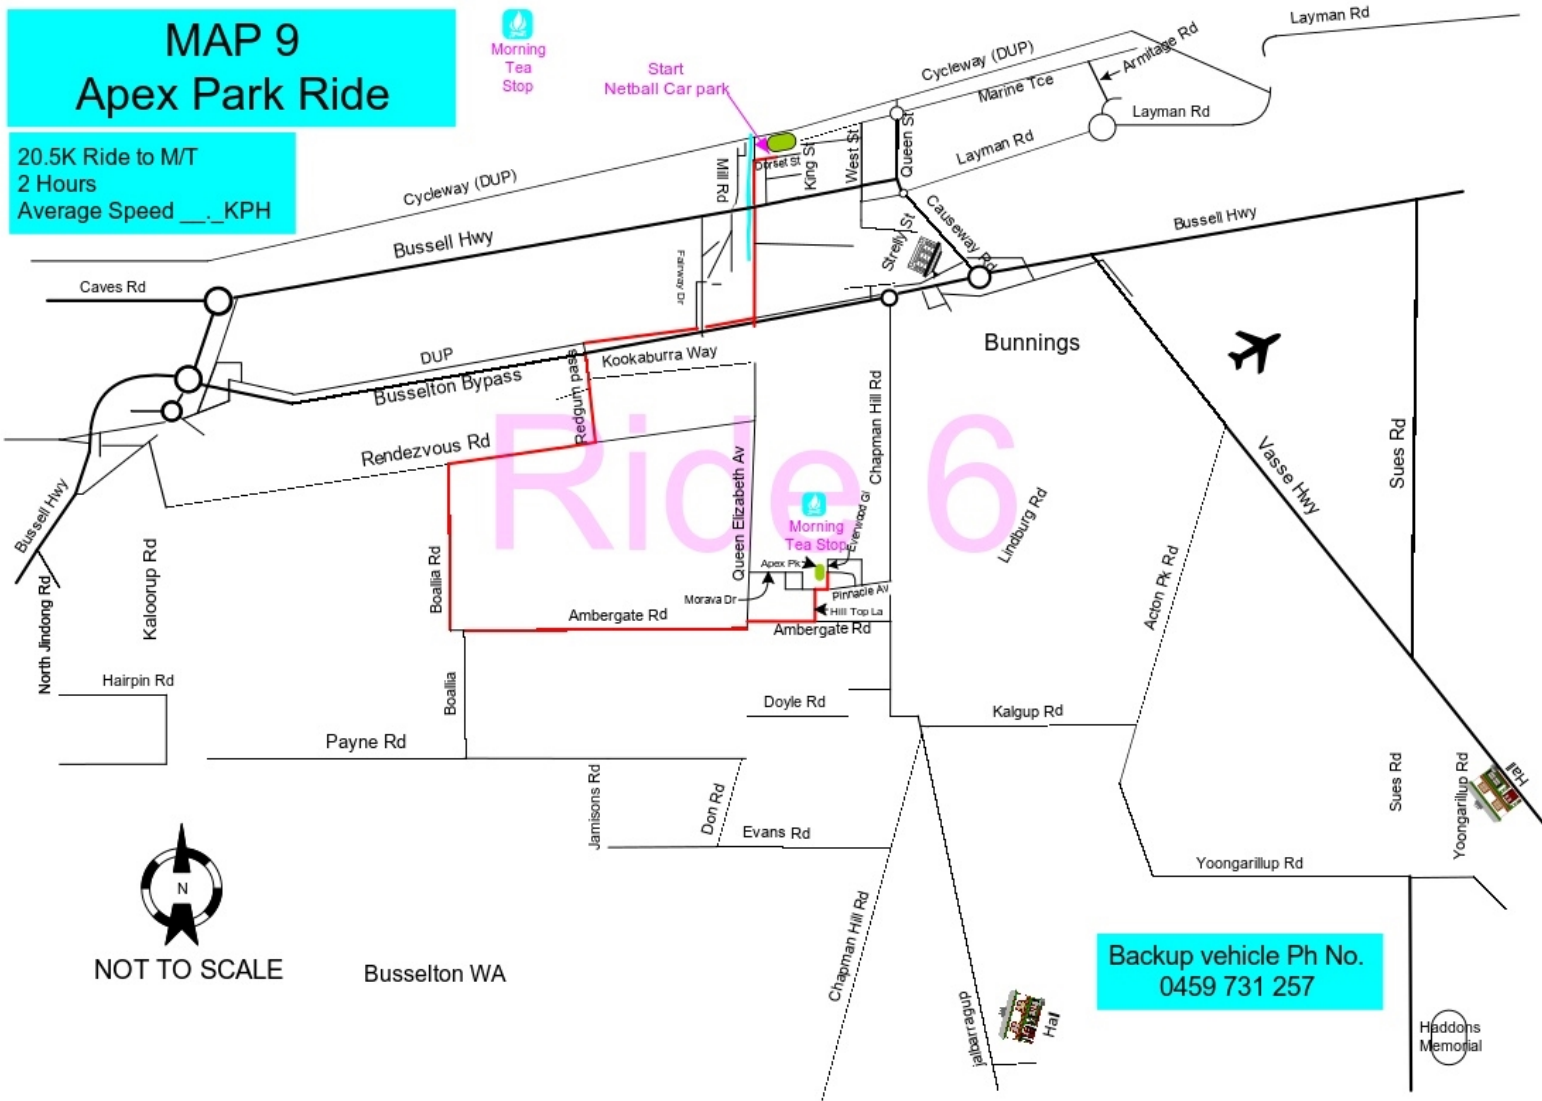 MAP 9
Apex Park Ride
20.5K Ride to M/T
2 Hours
Average Speed __._KPH
Morning
Tea
Stop
Start
Netball Car park
Cycleway (DUP)
Marine Tce
Armitage Rd
Layman Rd
Layman Rd
Layman Rd
Cycleway (DUP)
Mill Rd
Dorset St
King St
West St
Queen St
Bussell Hwy
Causeway Rd
Strelly St
Bussell Hwy
Caves Rd
Fairway Dr
DUP
Busselton Bypass
Redgum pass
Kookaburra Way
Bunnings
Rendezvous Rd
Ride 6
Chapman Hill Rd
Queen Elizabeth Av
Vasse Hwy
Sues Rd
Bussell Hwy
Morning
Tea Stop
Everwood Gr
Lindburg Rd
Acton Pk Rd
Kaloorup Rd
North Jindong Rd
Boallia Rd
Apex Pk
Morava Dr
Pinnacle Av
Hill Top La
Ambergate Rd
Ambergate Rd
Hairpin Rd
Boallia
Doyle Rd
Kalgup Rd
Payne Rd
Jamisons Rd
Don Rd
Evans Rd
Sues Rd
Yoongarillup Rd
Hall
Yoongarillup Rd
N
NOT TO SCALE
Busselton WA
Chapman Hill Rd
jalbarragup
Hal
Backup vehicle Ph No.
0459 731 257
Haddons
Memorial